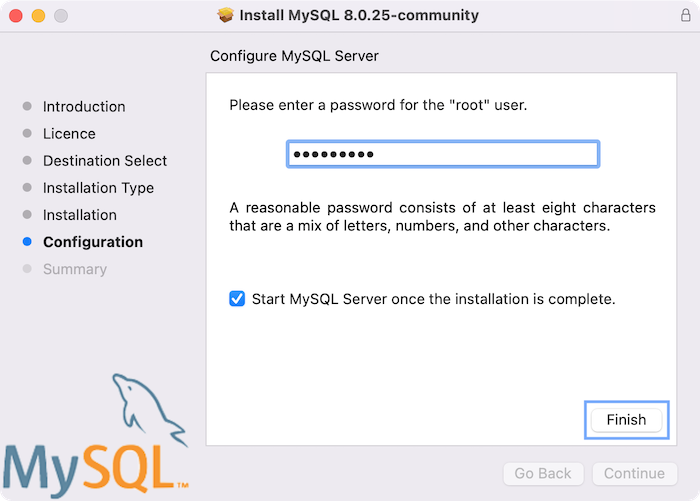 Install MySQL 8.0.25-community
Configure MySQL Server
Introduction
Licence
Destination Select
Installation Type
Installation
Configuration
Summary
Please enter a password for the "root" user.
•••••••••
A reasonable password consists of at least eight characters
that are a mix of letters, numbers, and other characters.
Start MySQL Server once the installation is complete.
Finish
MySQL™
Go Back
Continue